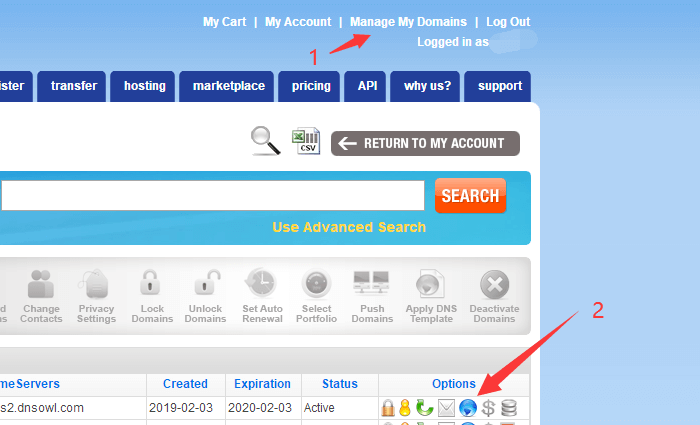 My Cart | My Account | Manage My Domains | Log Out
1
Logged in as
ister transfer hosting marketplace pricing API why us? support
CSV
RETURN TO MY ACCOUNT
SEARCH
Use Advanced Search
Change Contacts
Privacy Settings
Lock Domains
Unlock Domains
Set Auto Renewal
Select Portfolio
Push Domains
Apply DNS Template
Deactivate Domains
2
meServers Created Expiration Status Options
s2.dnsowl.com 2019-02-03 2020-02-03 Active